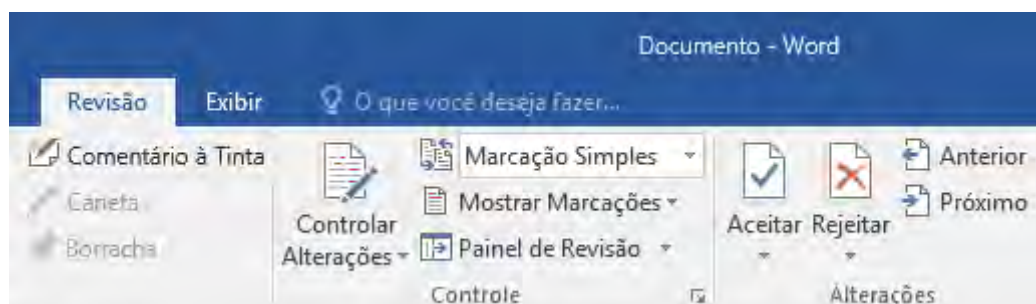 Documento - Word
Revisão Exibir O que você deseja fazer...
Comentário à Tinta
Caneta
Borracha
Controlar
Alterações
Marcação Simples
Mostrar Marcações
Painel de Revisão
Controle
Aceitar Rejeitar
Anterior
Próximo
Alterações